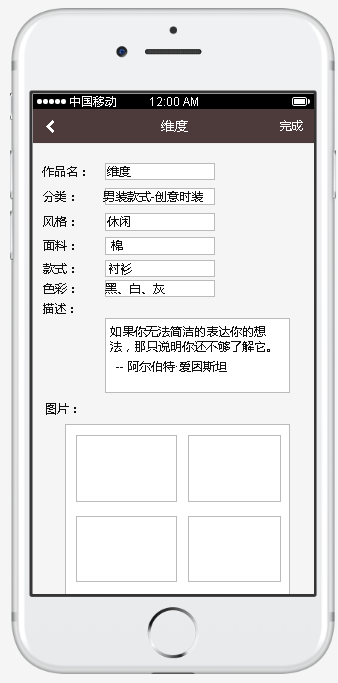 中国移动 12:00 AM
维度 完成
作品名： 维度
分类： 男装款式-创意时装
风格： 休闲
面料： 棉
款式： 衬衫
色彩： 黑、白、灰
描述：
如果你无法简洁的表达你的想
法，那只说明你还不够了解它。
-- 阿尔伯特·爱因斯坦
图片：